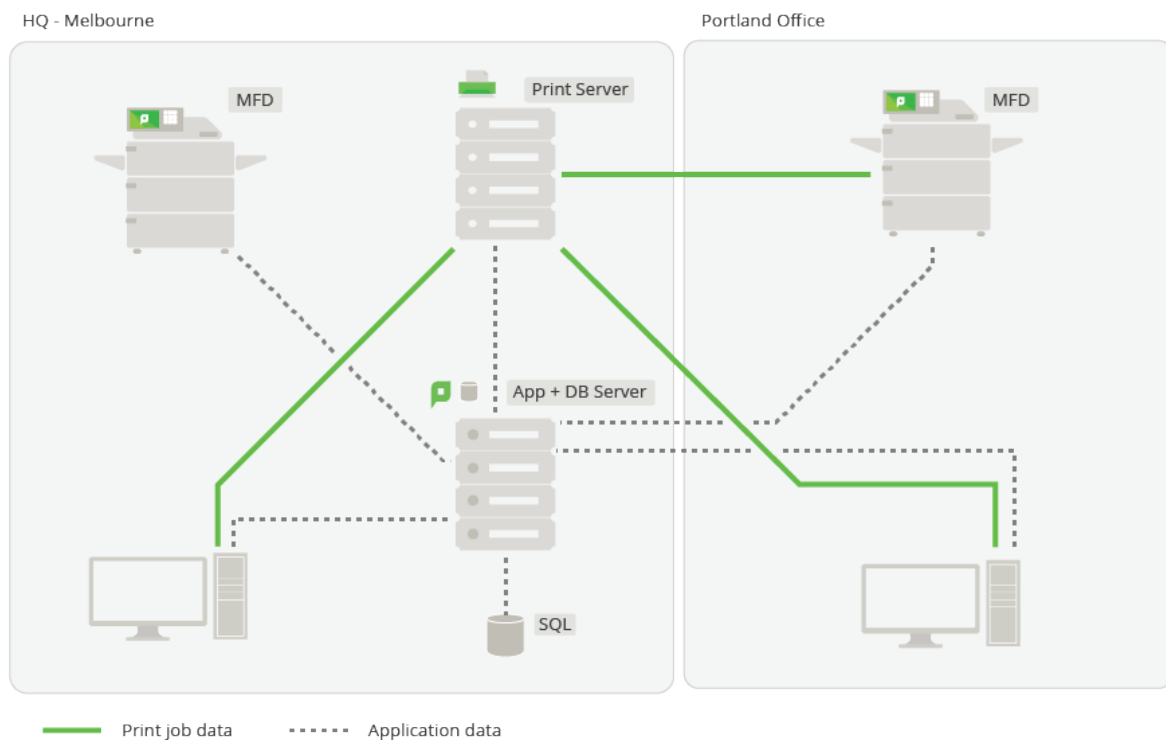 HQ - Melbourne
Portland Office
MFD
Print Server
MFD
App + DB Server
SQL
Print job data
Application data